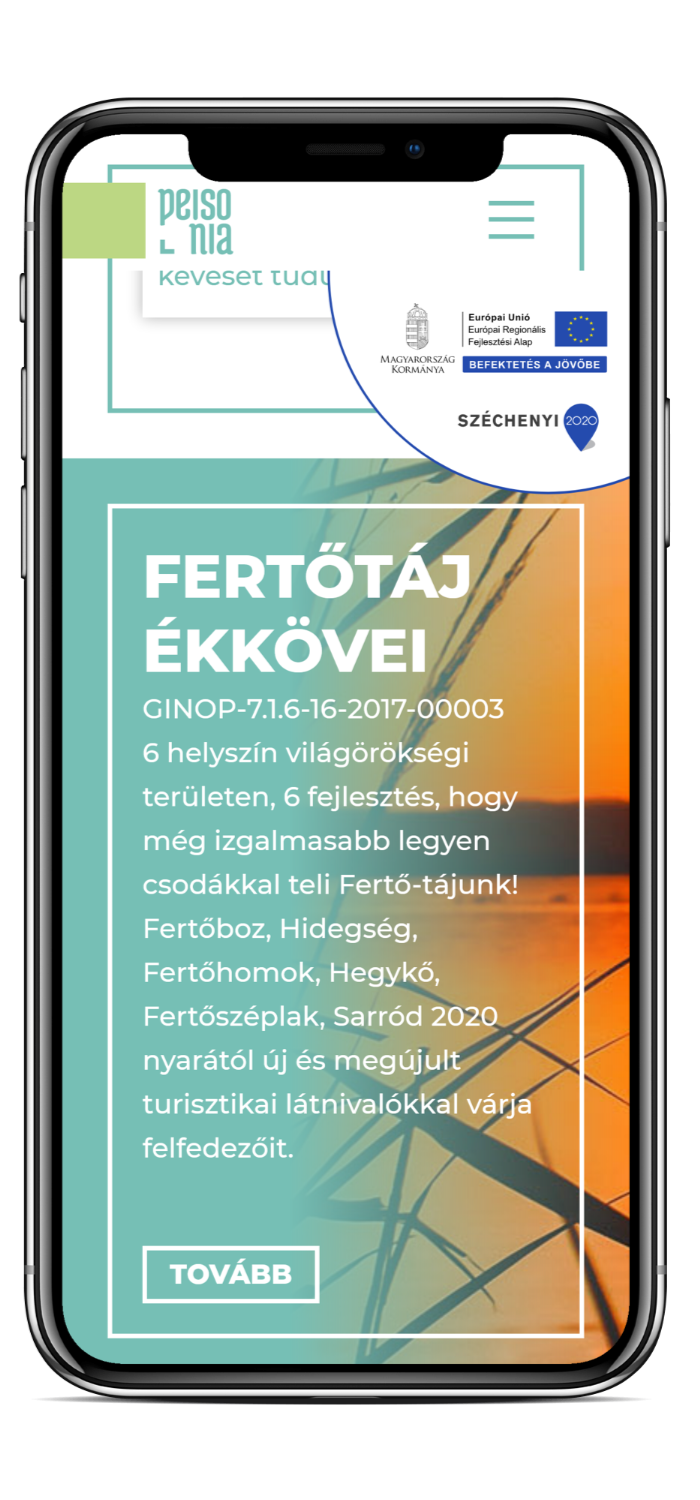 peiso
nia
keveset tudu
MAGYARORSZÁG
KORMÁNYA
Európai Unió
Európai Regionális
Fejlesztési Alap
BEFEKTETÉS A JÖVŐBE
SZÉCHENYI 2020
FERTŐTÁJ
ÉKKÖVEI
GINOP-7.1.6-16-2017-00003
6 helyszín világörökségi
területen, 6 fejlesztés, hogy
még izgalmasabb legyen
csodákkal teli Fertő-tájunk!
Fertőboz, Hidegség,
Fertőhomok, Hegykő,
Fertőszéplak, Sarród 2020
nyarától új és megújult
turisztikai látnivalókkal várja
felfedezőit.
TOVÁBB